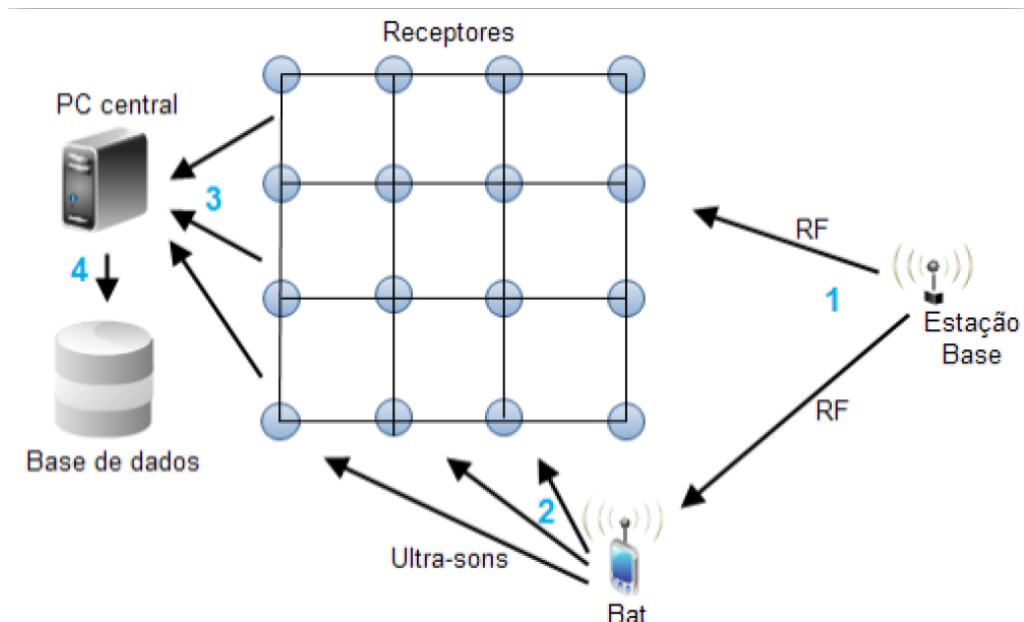 Receptores
PC central
3
RF
4
1
Estação
Base
RF
Base de dados
2
Ultra-sons
Bat